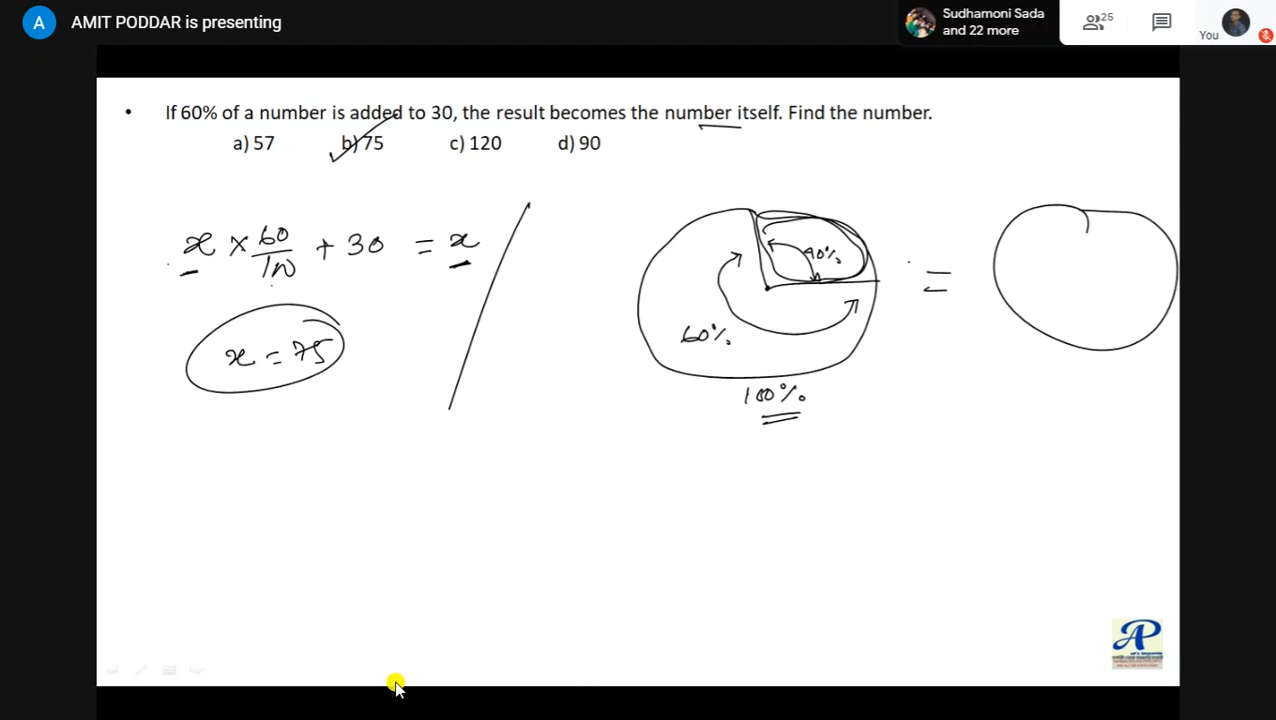 A AMIT PODDAR is presenting
Sudhamoni Sada
and 22 more
25
You
• If 60% of a number is added to 30, the result becomes the number itself. Find the number.
a) 57 b) 75 c) 120 d) 90
x × 60/100 + 30 = x
x = 75
40%
60%
=
100%
AP